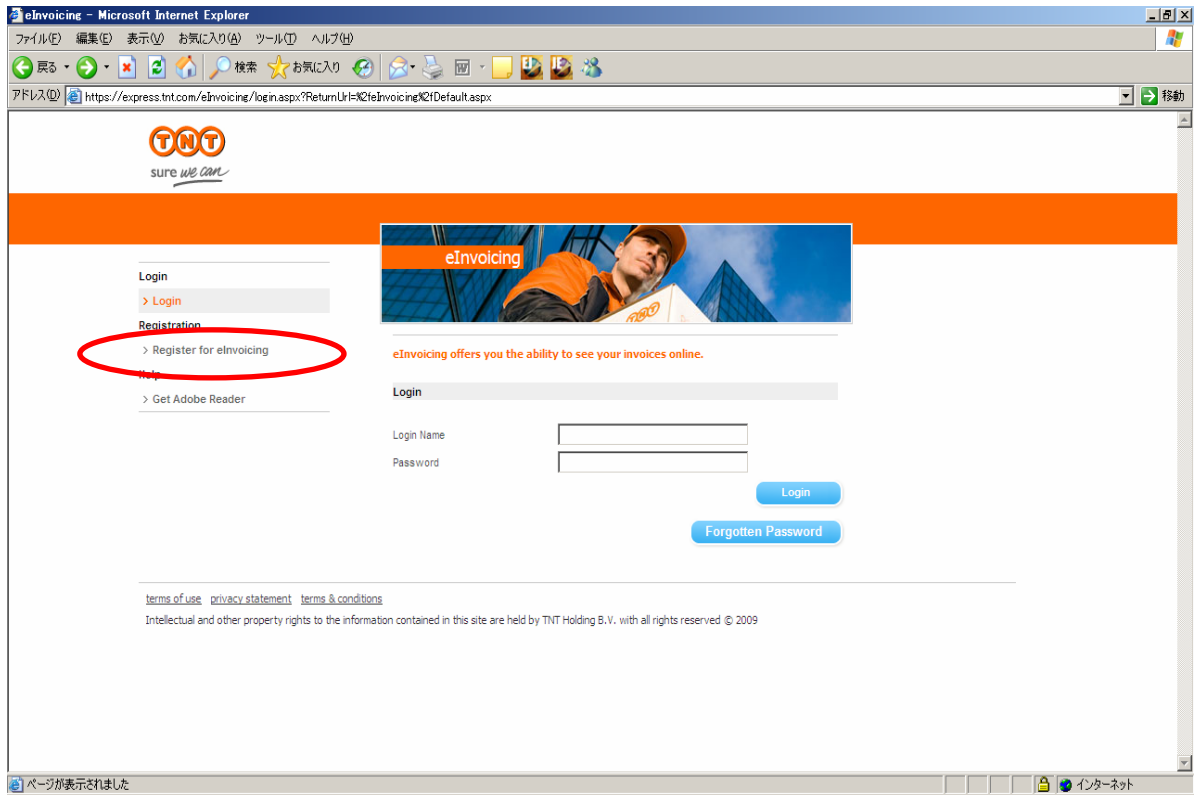 eInvoicing - Microsoft Internet Explorer
ファイル(F) 編集(E) 表示(V) お気に入り(A) ツール(T) ヘルプ(H)
戻る 検索 お気に入り
アドレス(D) https://express.tnt.com/eInvoicing/login.aspx?ReturnUrl=%2feInvoicing%2fDefault.aspx 移動
TNT
sure we can
eInvoicing
TNT
Login
> Login
Registration
> Register for eInvoicing
Help
> Get Adobe Reader
eInvoicing offers you the ability to see your invoices online.
Login
Login Name
Password
Login
Forgotten Password
terms of use privacy statement terms & conditions
Intellectual and other property rights to the information contained in this site are held by TNT Holding B.V. with all rights reserved © 2009
ページが表示されました インターネット